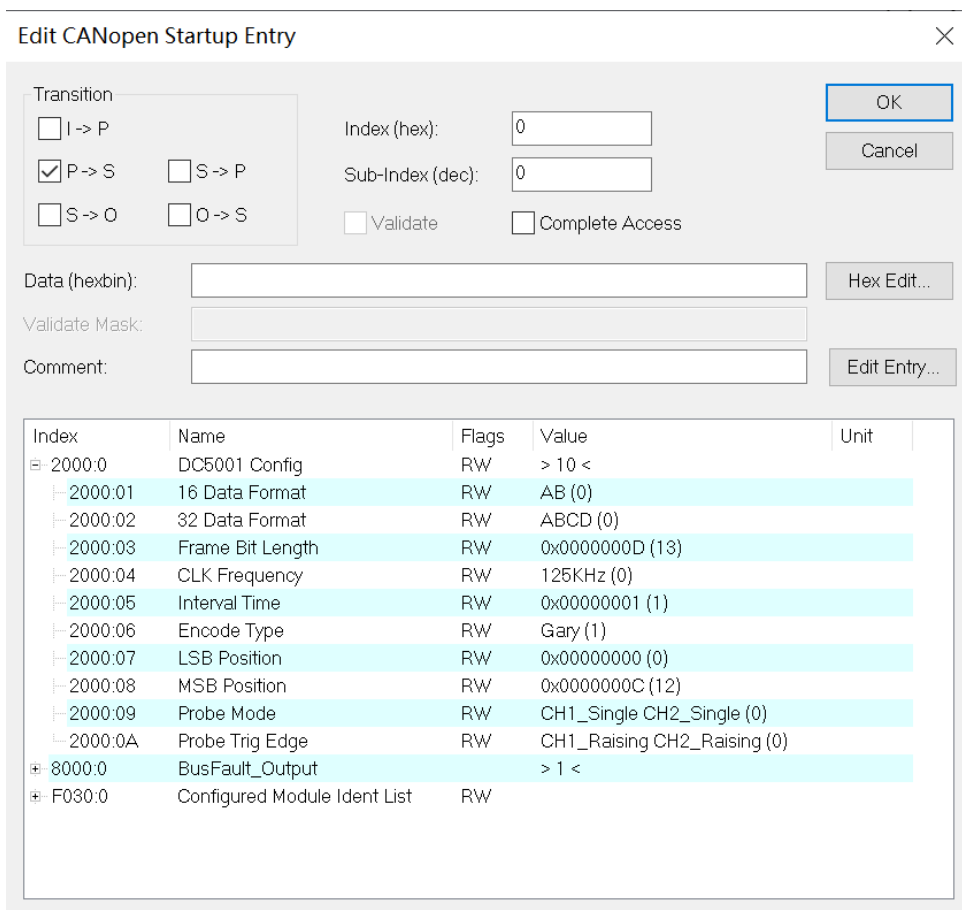 Edit CANopen Startup Entry
Transition
I -> P
P -> S
S -> P
S -> O
O -> S
Index (hex):
0
Sub-Index (dec):
0
Validate
Complete Access
OK
Cancel
Data (hexbin):
Hex Edit...
Validate Mask:
Comment:
Edit Entry...
Index Name Flags Value Unit
2000:0 DC5001 Config RW > 10 <
2000:01 16 Data Format RW AB (0)
2000:02 32 Data Format RW ABCD (0)
2000:03 Frame Bit Length RW 0x0000000D (13)
2000:04 CLK Frequency RW 125KHz (0)
2000:05 Interval Time RW 0x00000001 (1)
2000:06 Encode Type RW Gary (1)
2000:07 LSB Position RW 0x00000000 (0)
2000:08 MSB Position RW 0x0000000C (12)
2000:09 Probe Mode RW CH1_Single CH2_Single (0)
2000:0A Probe Trig Edge RW CH1_Raising CH2_Raising (0)
8000:0 BusFault_Output > 1 <
F030:0 Configured Module Ident List RW